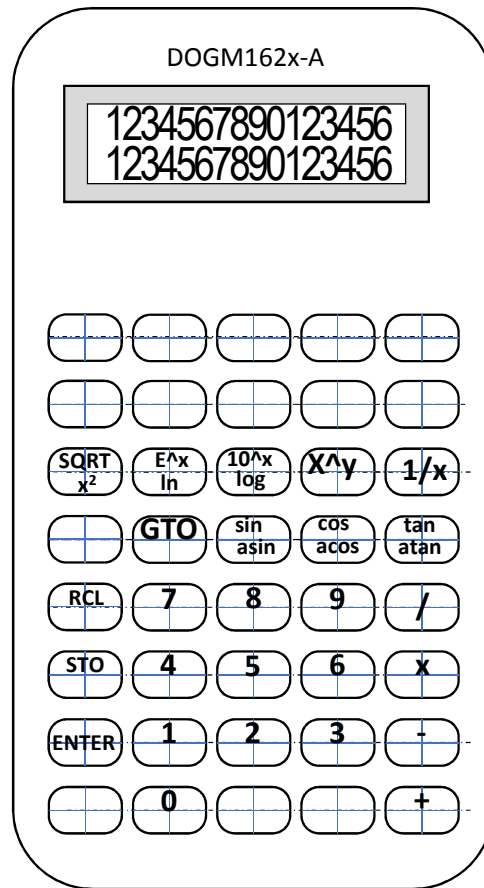 DOGM162x-A
1234567890123456
1234567890123456
SQRT E^x 10^x X^y 1/x
x² ln log
GTO sin cos tan
asin acos atan
RCL 7 8 9 /
STO 4 5 6 x
ENTER 1 2 3 -
0 +